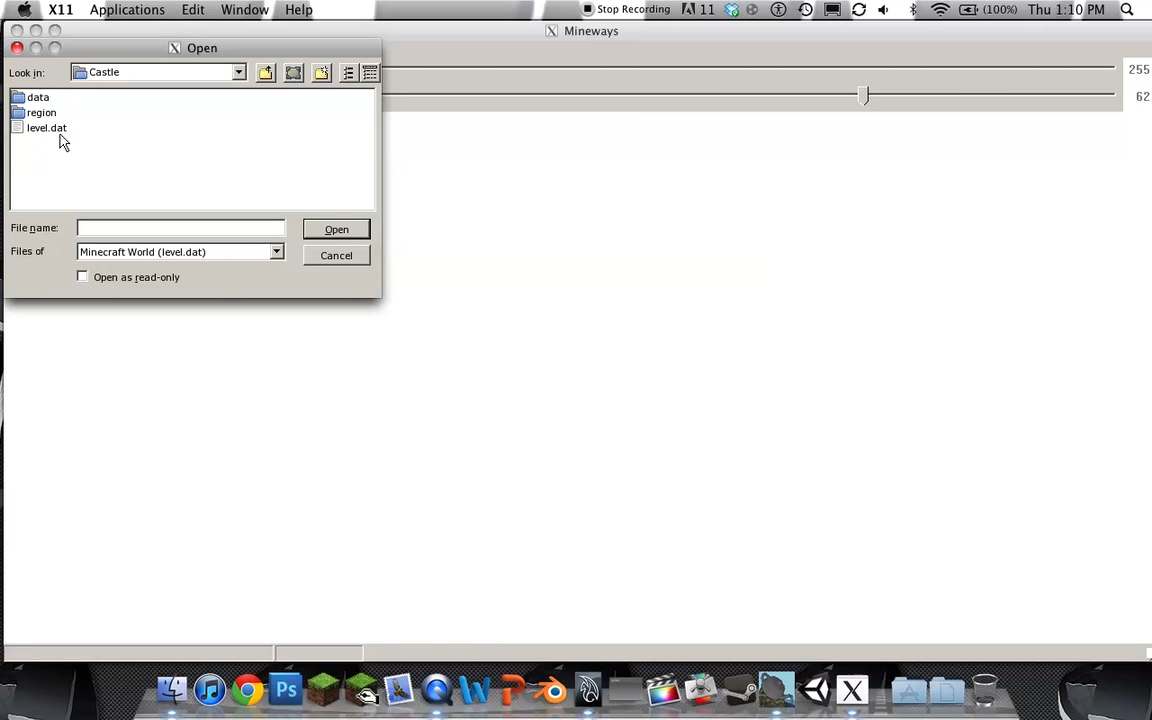 X11 Applications Edit Window Help Stop Recording 11 (100%) Thu 1:10 PM
X Mineways
X Open
Look in: Castle
255
data
62
region
level.dat
File name: Open
Files of Minecraft World (level.dat) Cancel
Open as read-only
Ps W P X